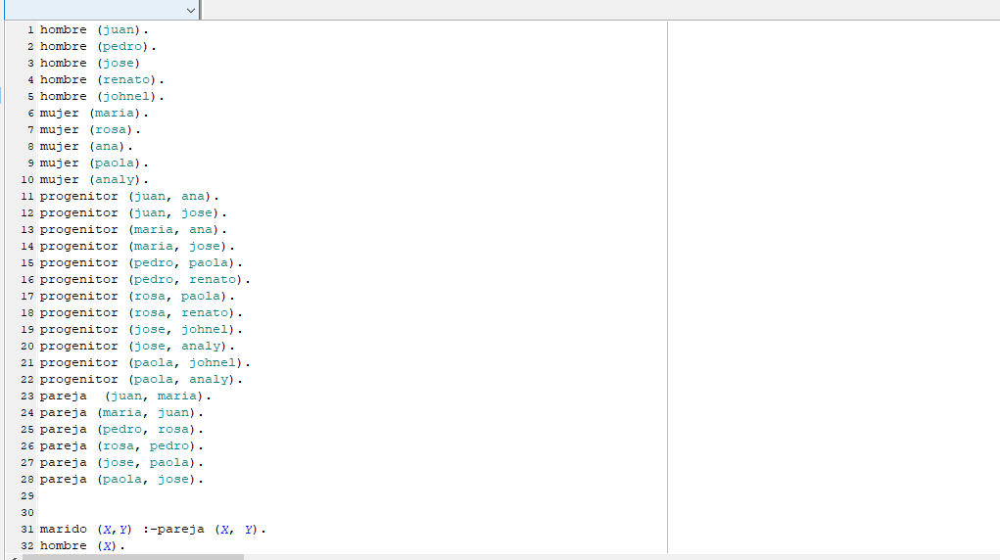 1 hombre (juan).
2 hombre (pedro).
3 hombre (jose)
4 hombre (renato).
5 hombre (johnel).
6 mujer (maria).
7 mujer (rosa).
8 mujer (ana).
9 mujer (paola).
10 mujer (analy).
11 progenitor (juan, ana).
12 progenitor (juan, jose).
13 progenitor (maria, ana).
14 progenitor (maria, jose).
15 progenitor (pedro, paola).
16 progenitor (pedro, renato).
17 progenitor (rosa, paola).
18 progenitor (rosa, renato).
19 progenitor (jose, johnel).
20 progenitor (jose, analy).
21 progenitor (paola, johnel).
22 progenitor (paola, analy).
23 pareja  (juan, maria).
24 pareja (maria, juan).
25 pareja (pedro, rosa).
26 pareja (rosa, pedro).
27 pareja (jose, paola).
28 pareja (paola, jose).
29
30
31 marido (X,Y) :-pareja (X, Y).
32 hombre (X).